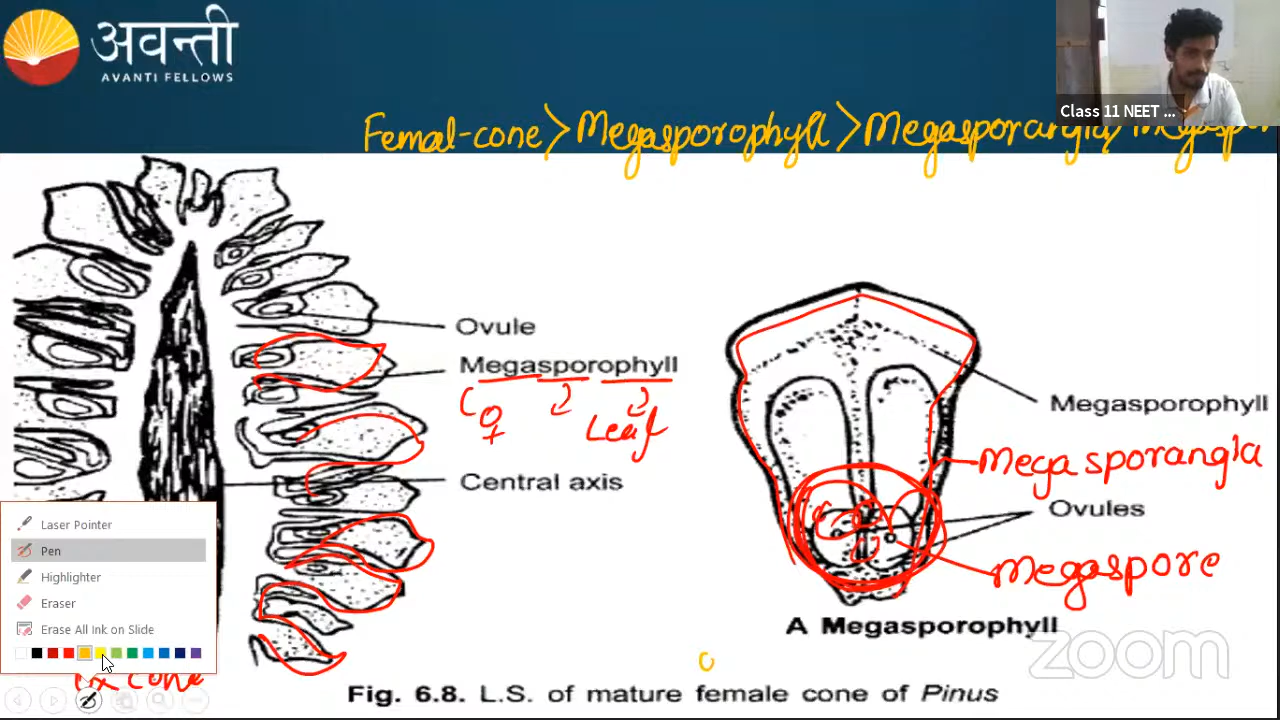 अवन्ती
AVANTI FELLOWS
Class 11 NEET ...
Femal-cone > Megasporophyll > Megasporangia
Ovule
Megasporophyll
♀
Leaf
Central axis
Megasporophyll
Megasporangia
Ovules
Megaspore
A Megasporophyll
Laser Pointer
Pen
Highlighter
Eraser
Erase All Ink on Slide
cone
zoom
Fig. 6.8. L.S. of mature female cone of Pinus